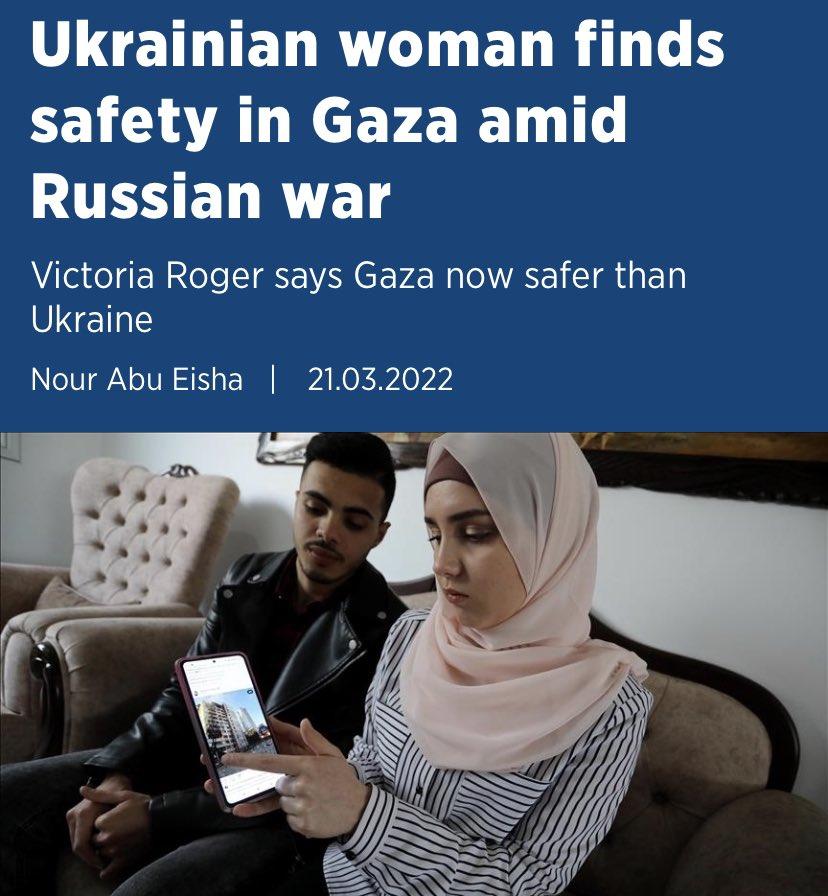 Ukrainian woman finds
safety in Gaza amid
Russian war
Victoria Roger says Gaza now safer than
Ukraine
Nour Abu Eisha | 21.03.2022